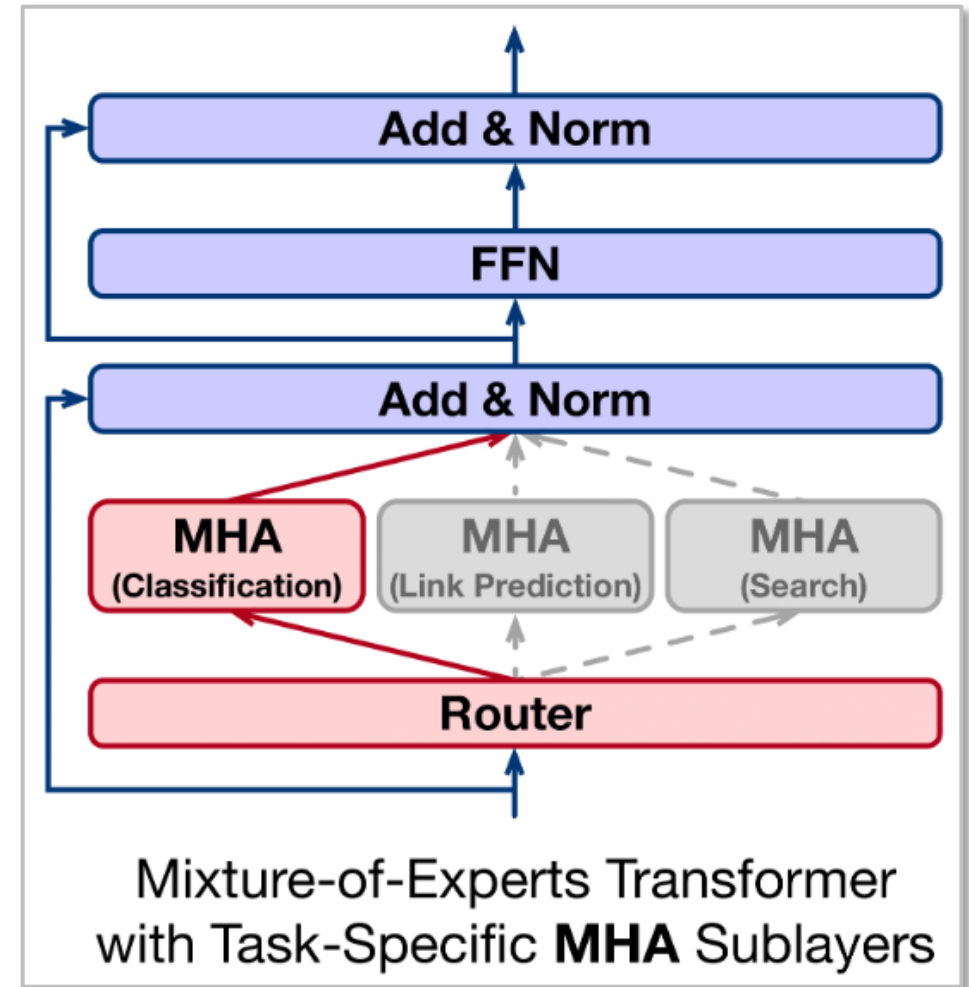 Add & Norm
FFN
Add & Norm
MHA
(Classification)
MHA
(Link Prediction)
MHA
(Search)
Router
Mixture-of-Experts Transformer
with Task-Specific MHA Sublayers